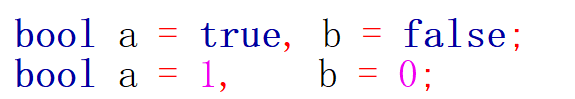 bool a = true, b = false;
bool a = 1,    b = 0;